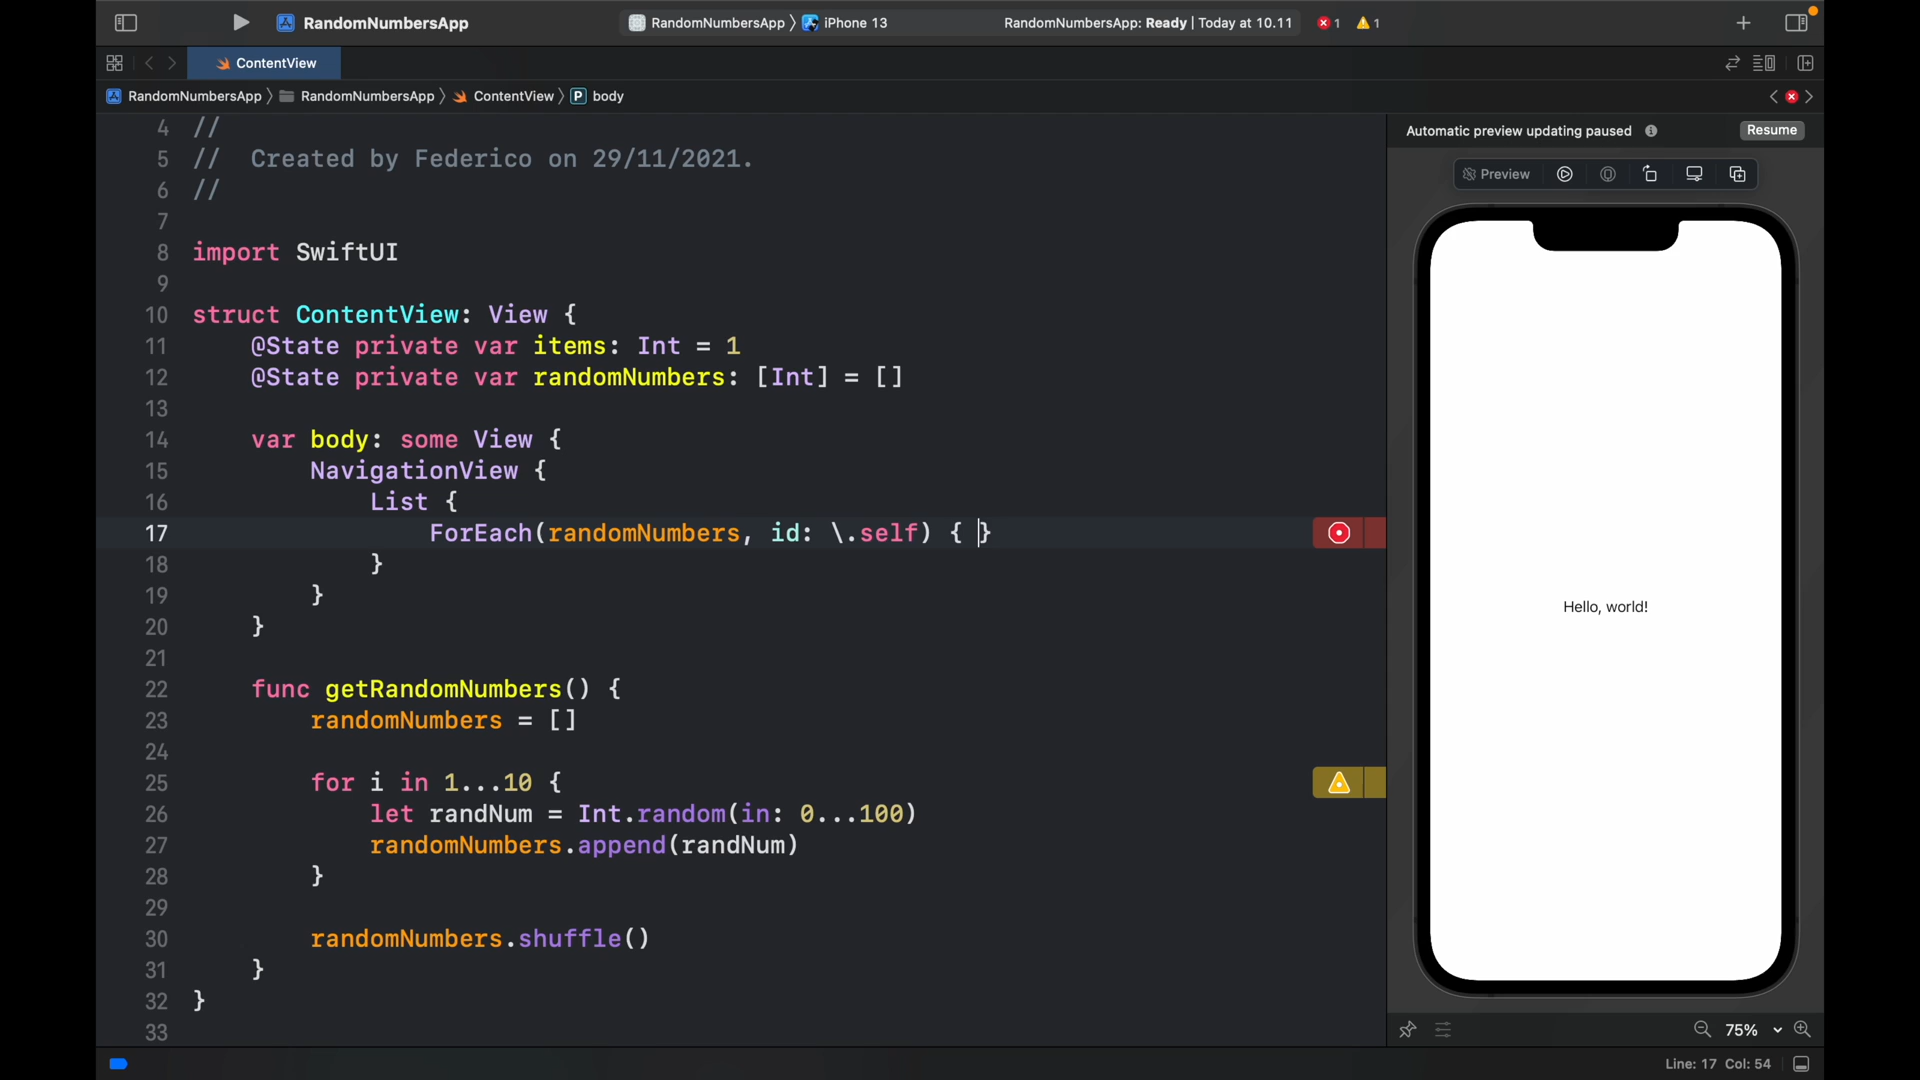 RandomNumbersApp
RandomNumbersApp 〉 iPhone 13
RandomNumbersApp: Ready | Today at 10.11
1
1
ContentView
RandomNumbersApp 〉 RandomNumbersApp 〉 ContentView 〉 P body
4 //
5 //  Created by Federico on 29/11/2021.
6 //
7
8 import SwiftUI
9
10 struct ContentView: View {
11     @State private var items: Int = 1
12     @State private var randomNumbers: [Int] = []
13
14     var body: some View {
15         NavigationView {
16             List {
17                 ForEach(randomNumbers, id: \.self) { }
18             }
19         }
20     }
21
22     func getRandomNumbers() {
23         randomNumbers = []
24
25         for i in 1...10 {
26             let randNum = Int.random(in: 0...100)
27             randomNumbers.append(randNum)
28         }
29
30         randomNumbers.shuffle()
31     }
32 }
33
Automatic preview updating paused
Resume
Preview
Hello, world!
75%
Line: 17 Col: 54